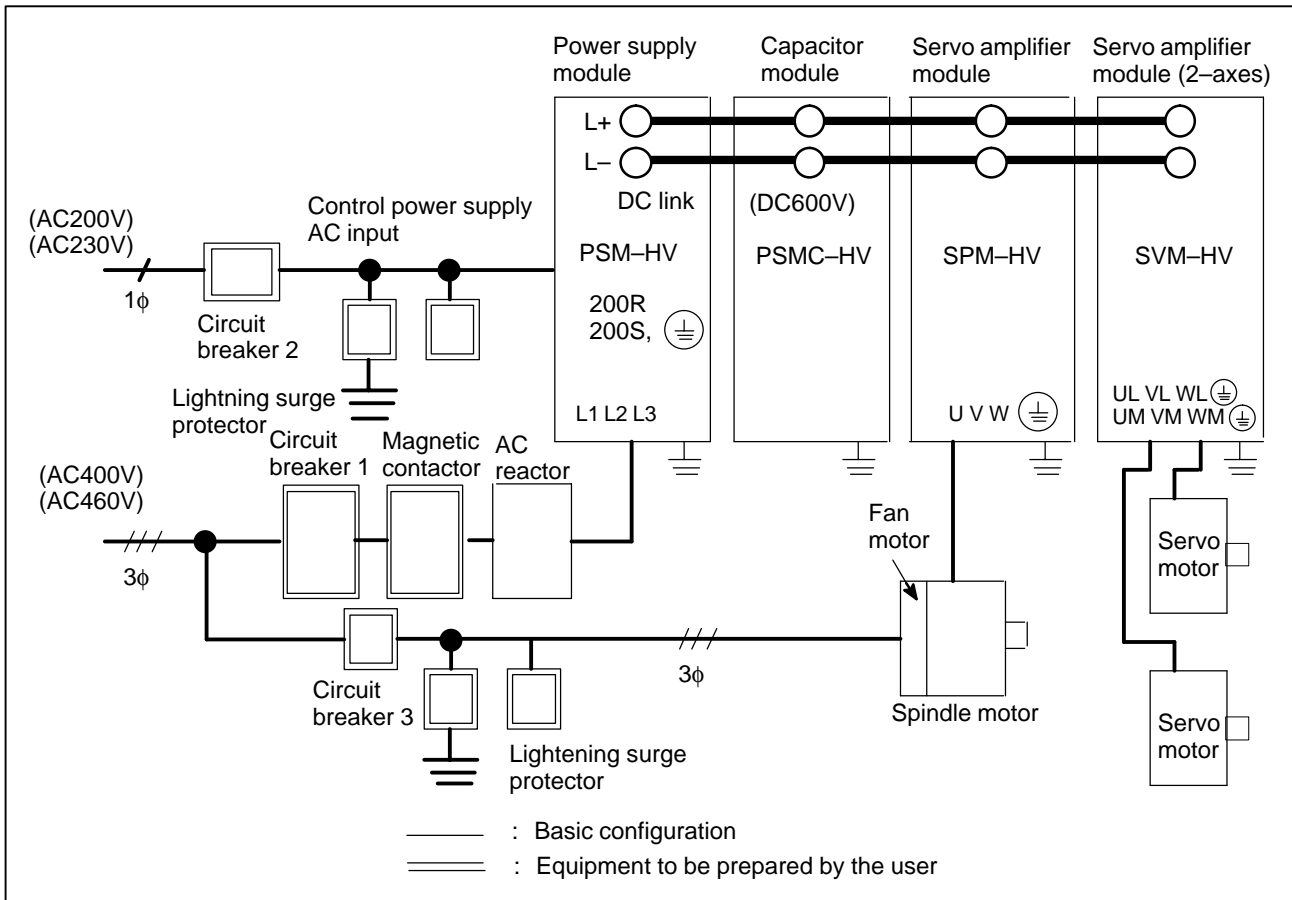 Power supply
module
Capacitor
module
Servo amplifier
module
Servo amplifier
module (2–axes)
L+
L–
DC link
(DC600V)
(AC200V)
(AC230V)
Control power supply
AC input
PSM–HV
PSMC–HV
SPM–HV
SVM–HV
1ϕ
200R
200S,
Circuit
breaker 2
Lightning surge
protector
L1 L2 L3
U V W
UL VL WL
UM VM WM
Circuit
breaker 1
Magnetic
contactor
AC
reactor
(AC400V)
(AC460V)
3ϕ
Fan
motor
Servo
motor
Circuit
breaker 3
3ϕ
Spindle motor
Servo
motor
Lightening surge
protector
: Basic configuration
: Equipment to be prepared by the user